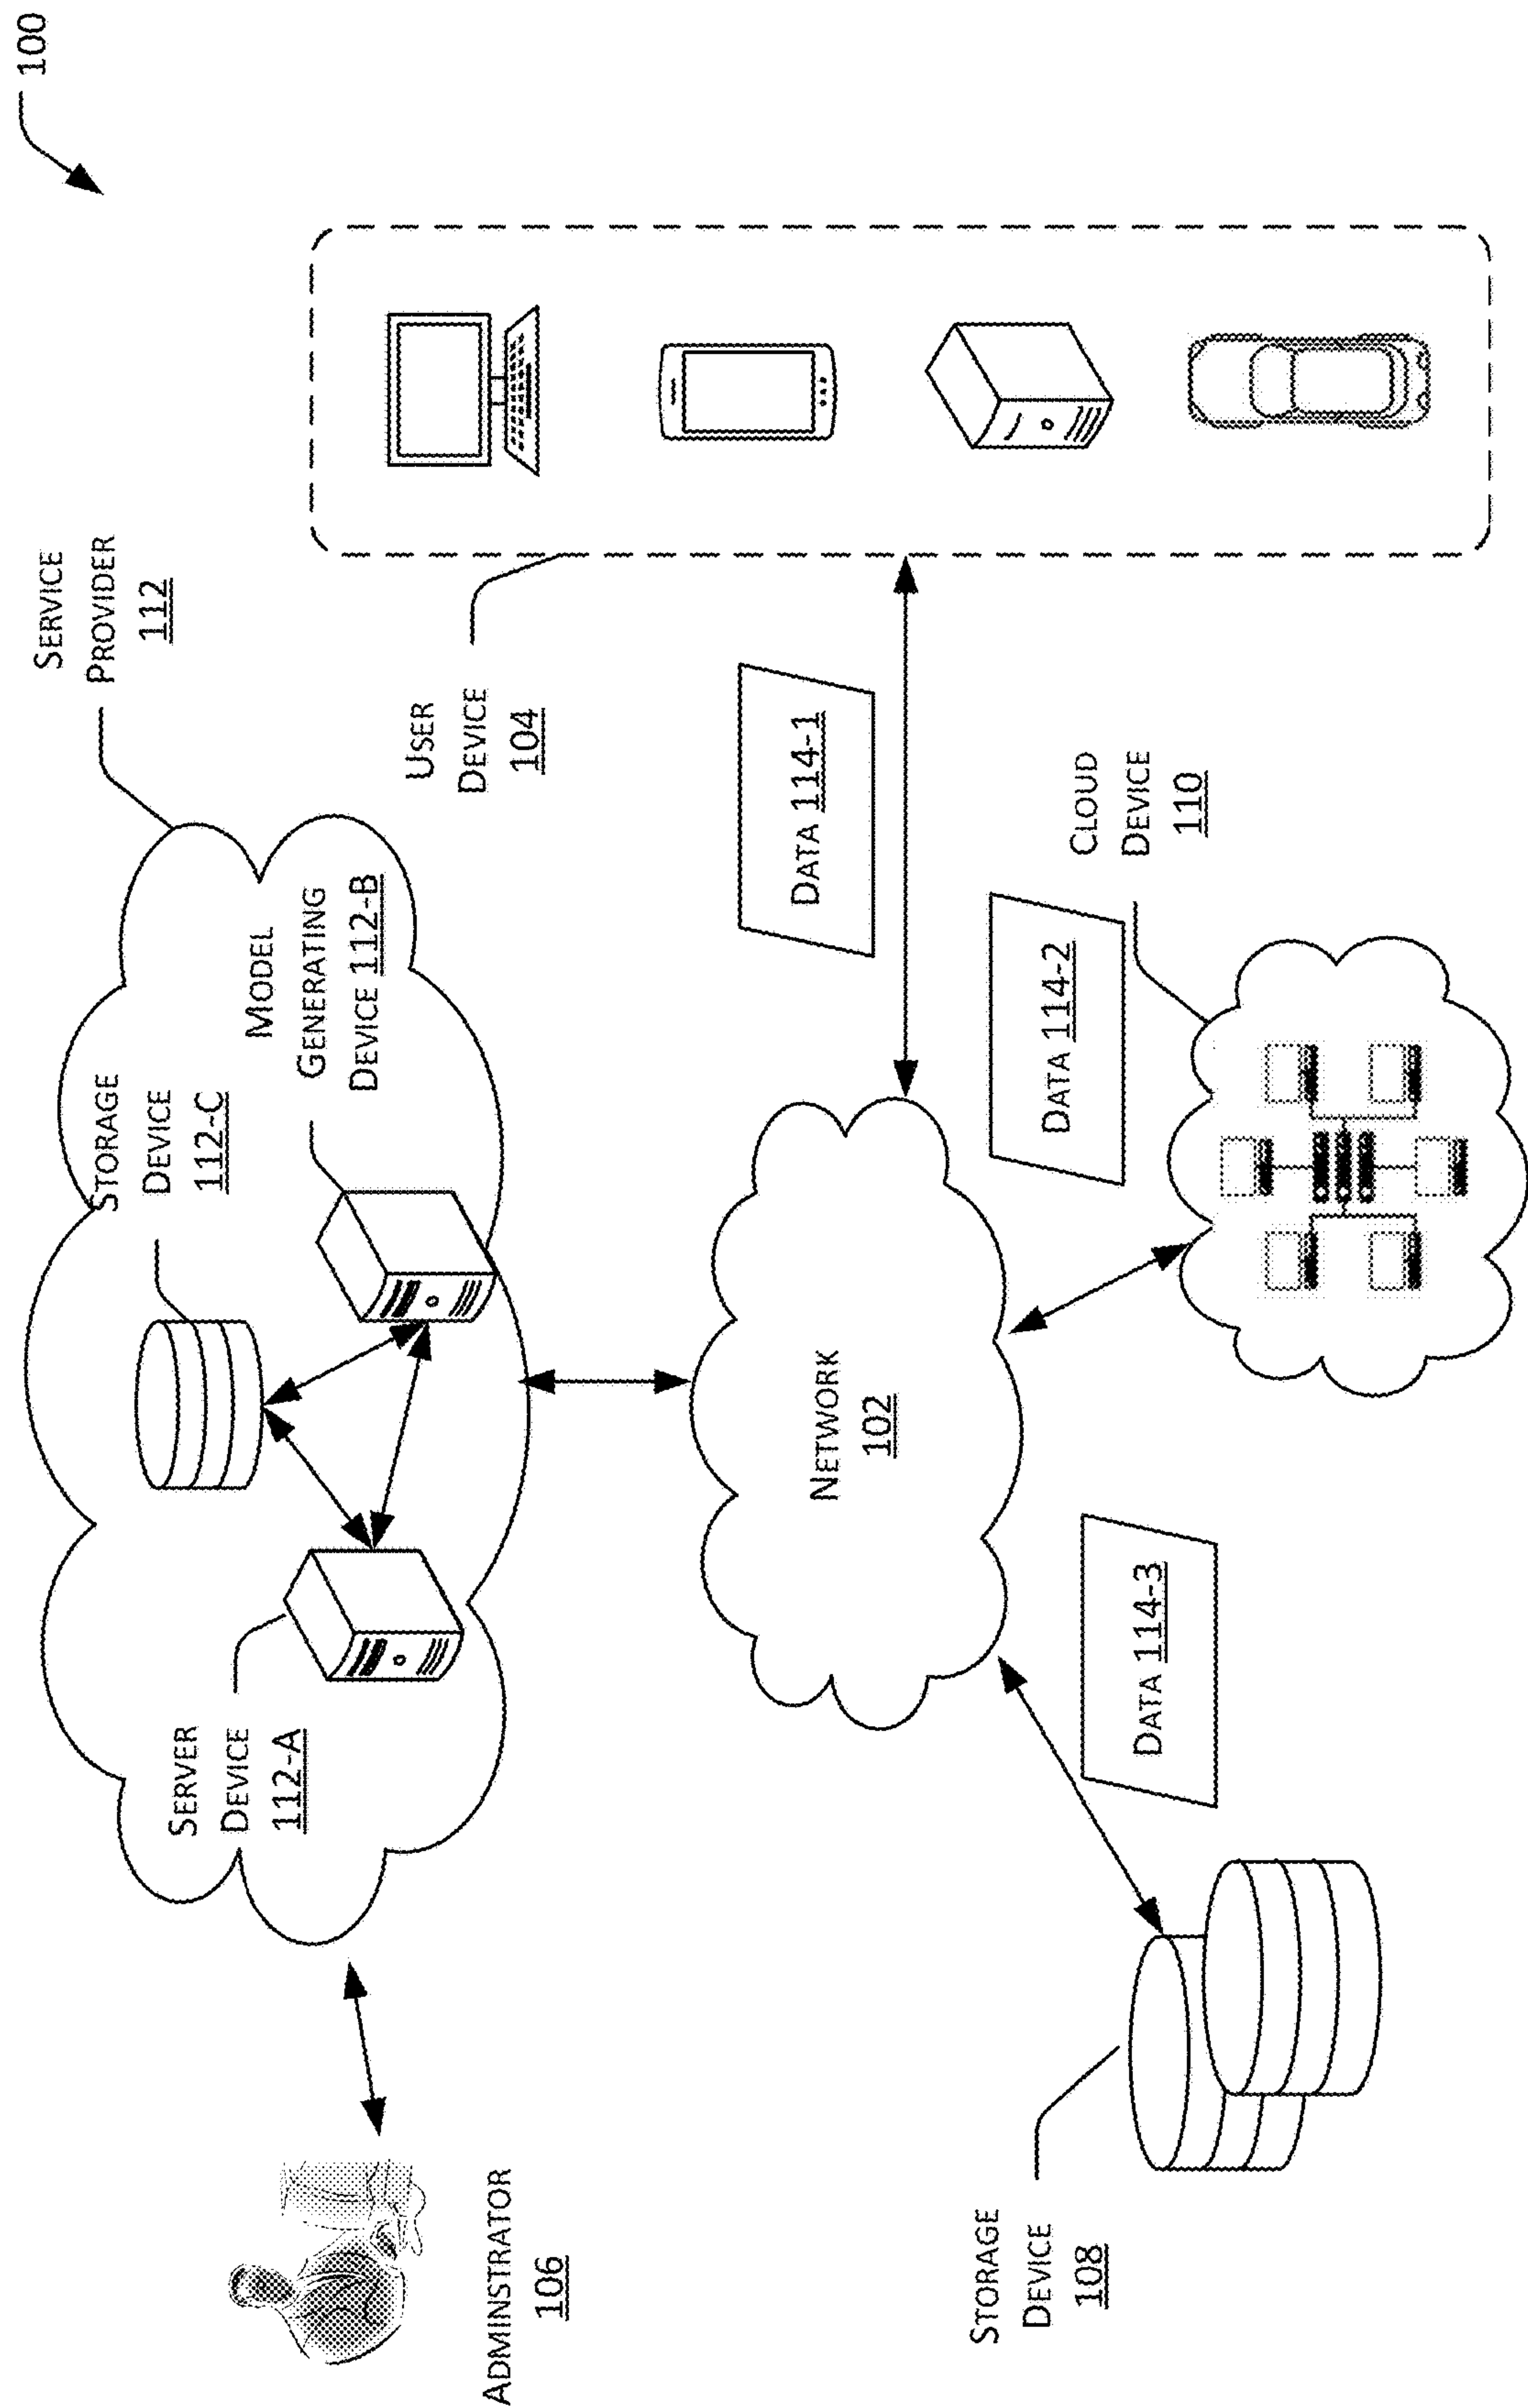 100
SERVICE
PROVIDER
112
STORAGE
DEVICE
112-C
MODEL
GENERATING
DEVICE 112-B
SERVER
DEVICE
112-A
ADMINSTRATOR
106
USER
DEVICE
104
DATA 114-1
NETWORK
102
DATA 114-2
CLOUD
DEVICE
110
DATA 114-3
STORAGE
DEVICE
108